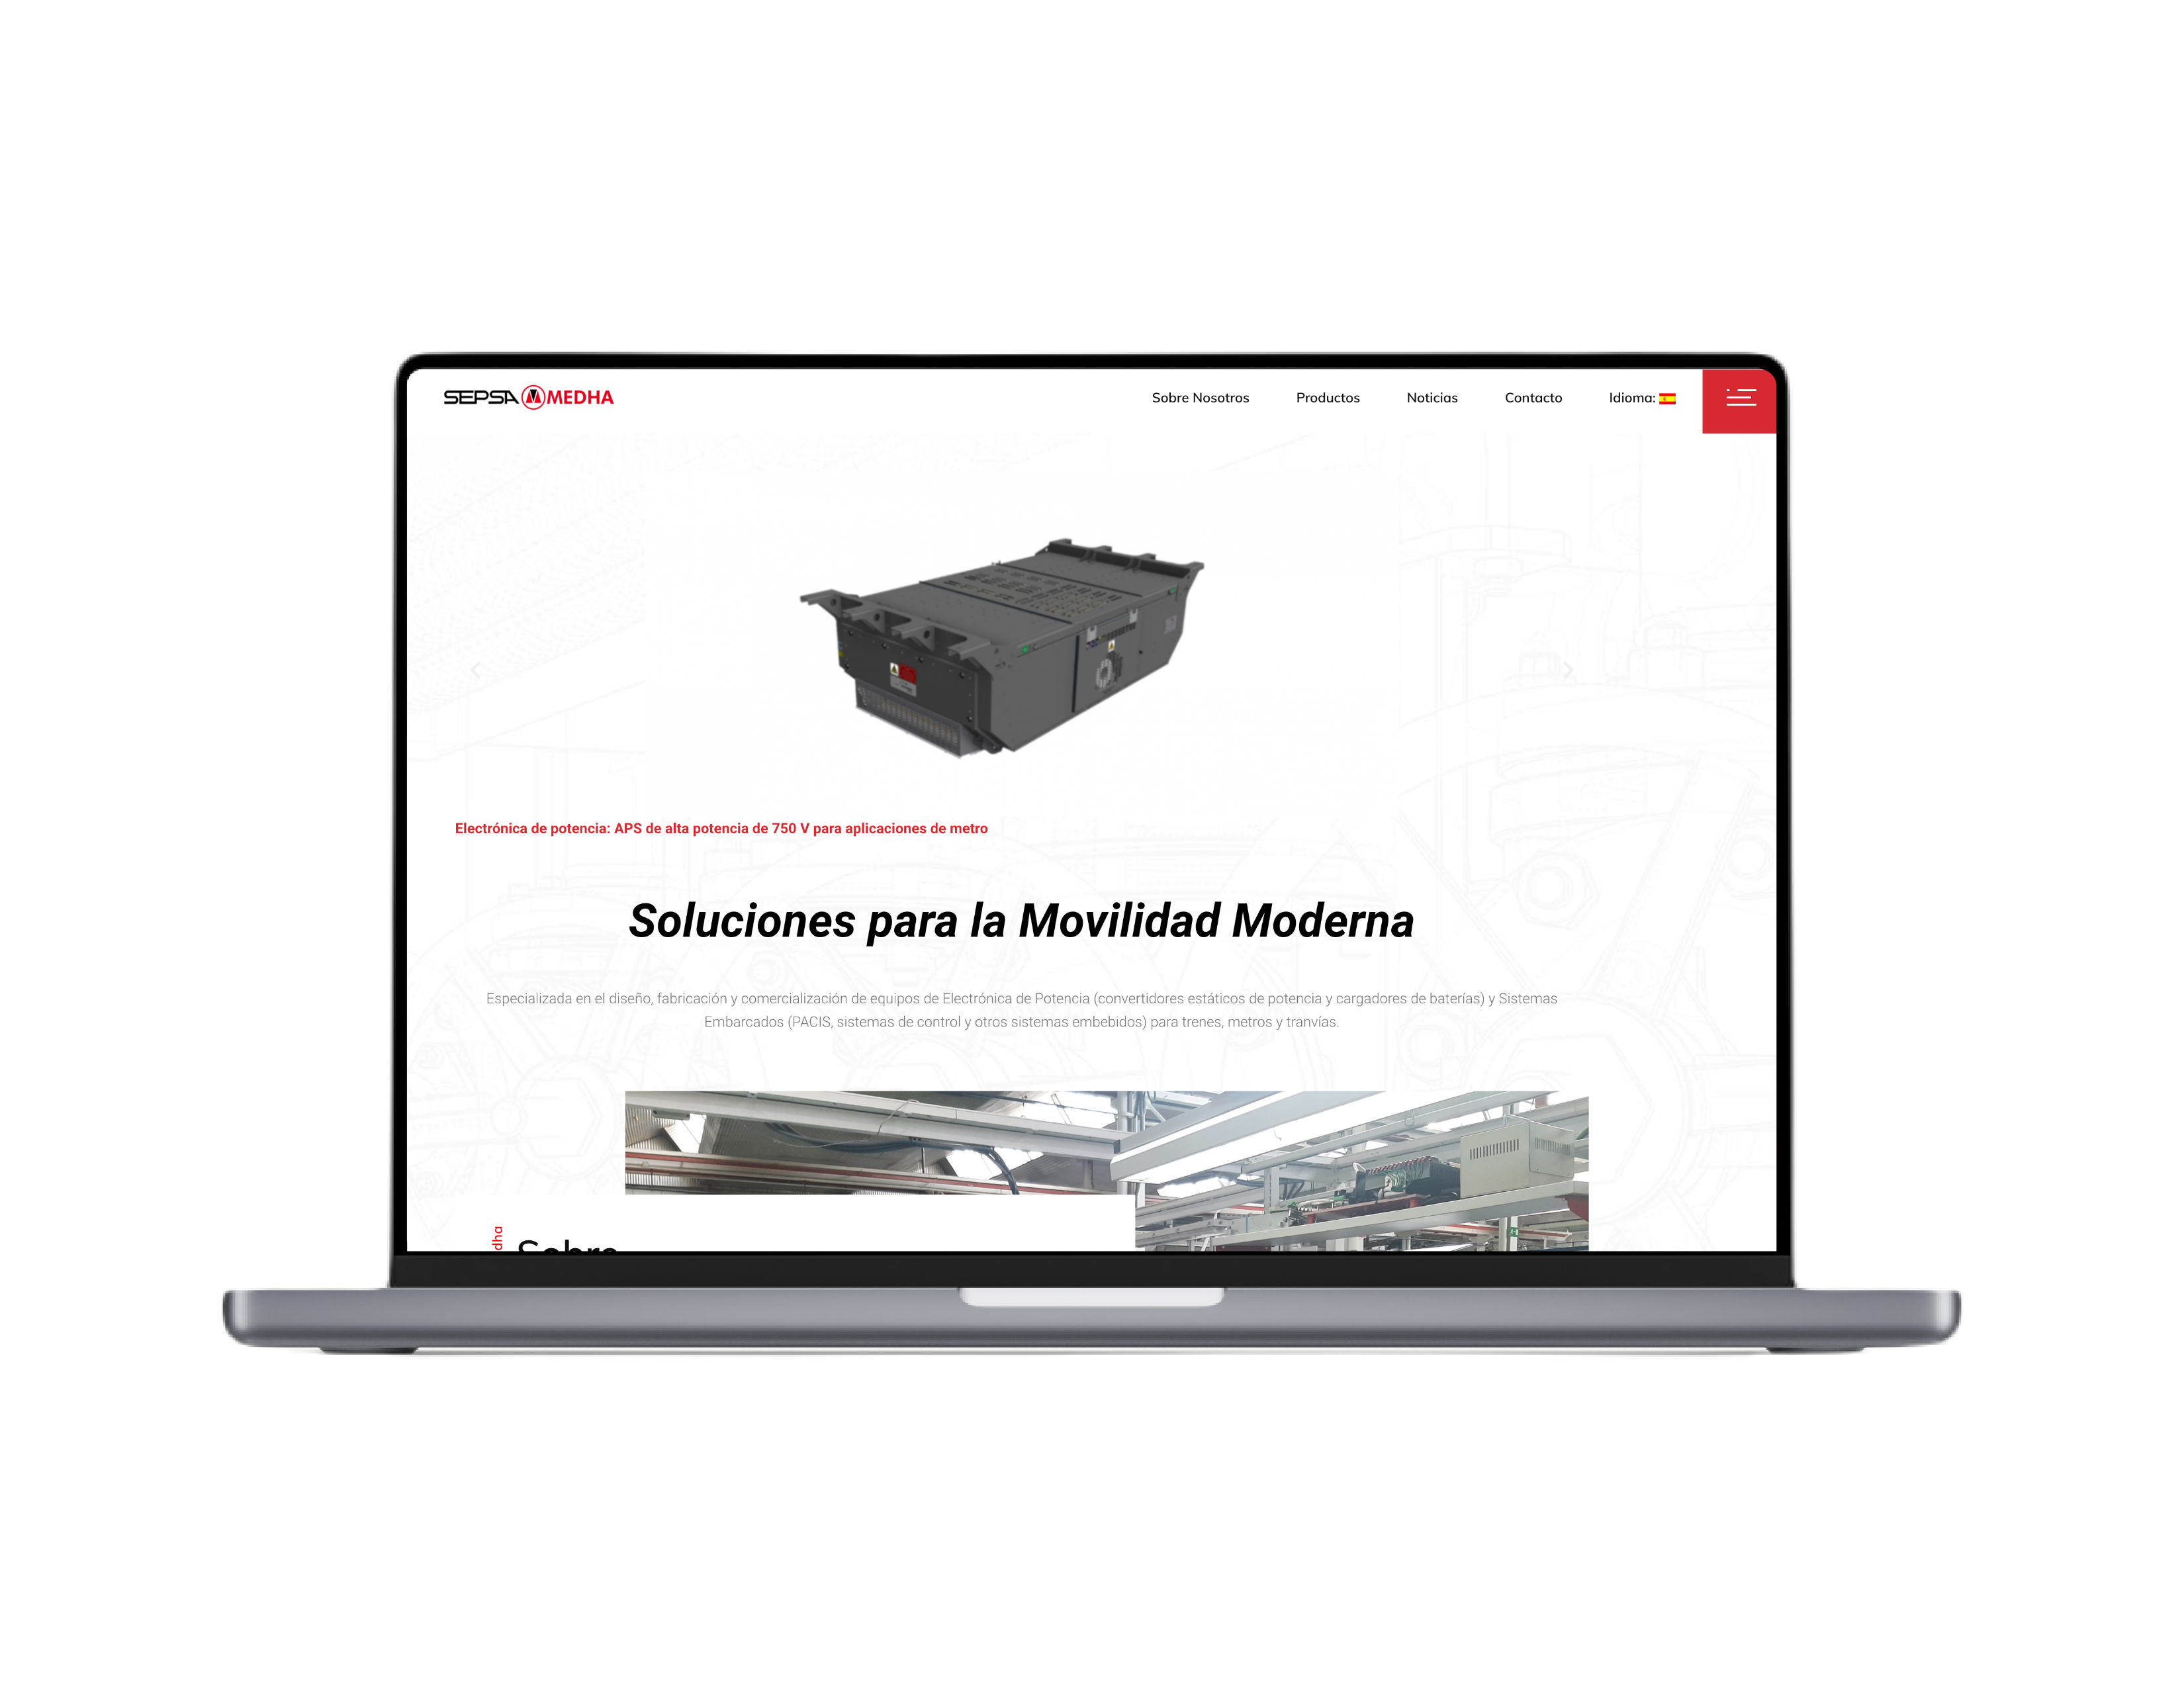 SEPSA MEDHA
Sobre Nosotros
Productos
Noticias
Contacto
Idioma:
Electrónica de potencia: APS de alta potencia de 750 V para aplicaciones de metro
Soluciones para la Movilidad Moderna
Especializada en el diseño, fabricación y comercialización de equipos de Electrónica de Potencia (convertidores estáticos de potencia y cargadores de baterías) y Sistemas
Embarcados (PACIS, sistemas de control y otros sistemas embebidos) para trenes, metros y tranvías.
dha
Sobre